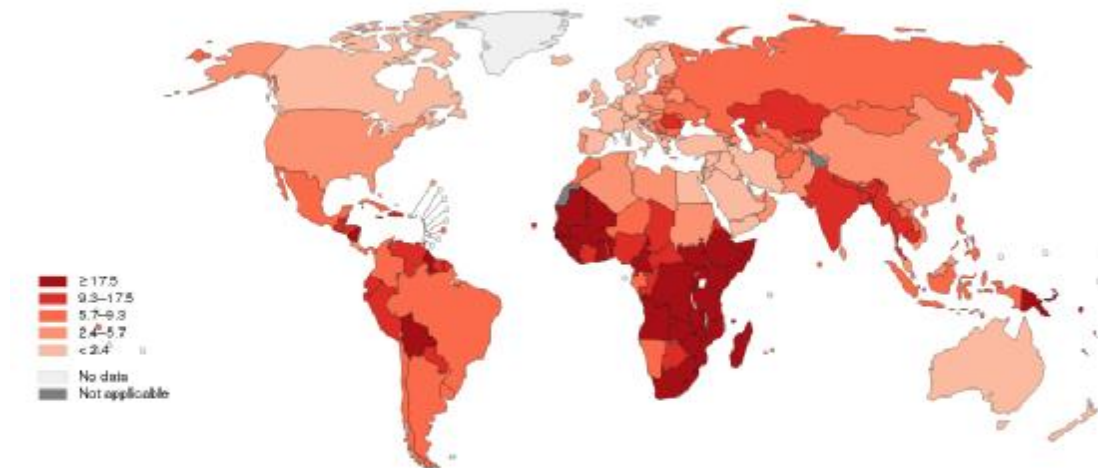 ≥ 17.5
9.3–17.5
5.7–9.3
2.4–5.7
< 2.4
No data
Not applicable